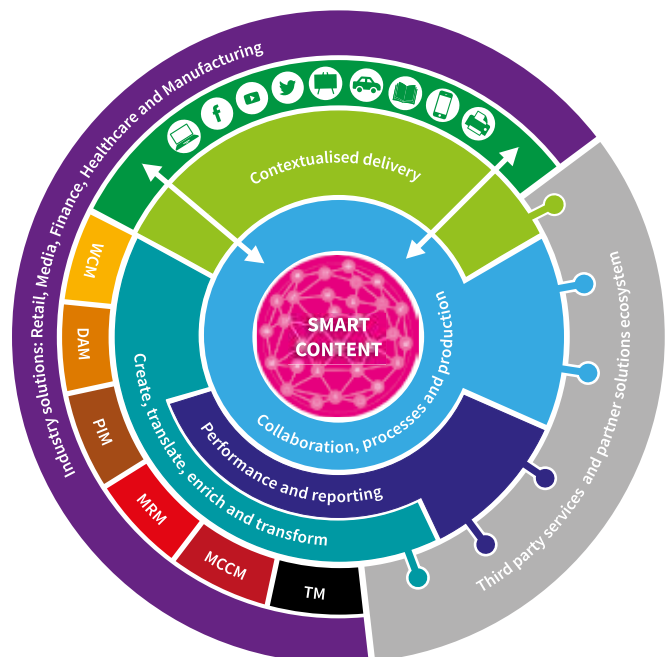 Industry solutions: Retail, Media, Finance, Healthcare and Manufacturing
Contextualised delivery
SMART
CONTENT
Collaboration, processes and production
Performance and reporting
Create, translate, enrich and transform
WCM
DAM
PIM
MRM
MCCM
TM
Third party services and partner solutions ecosystem